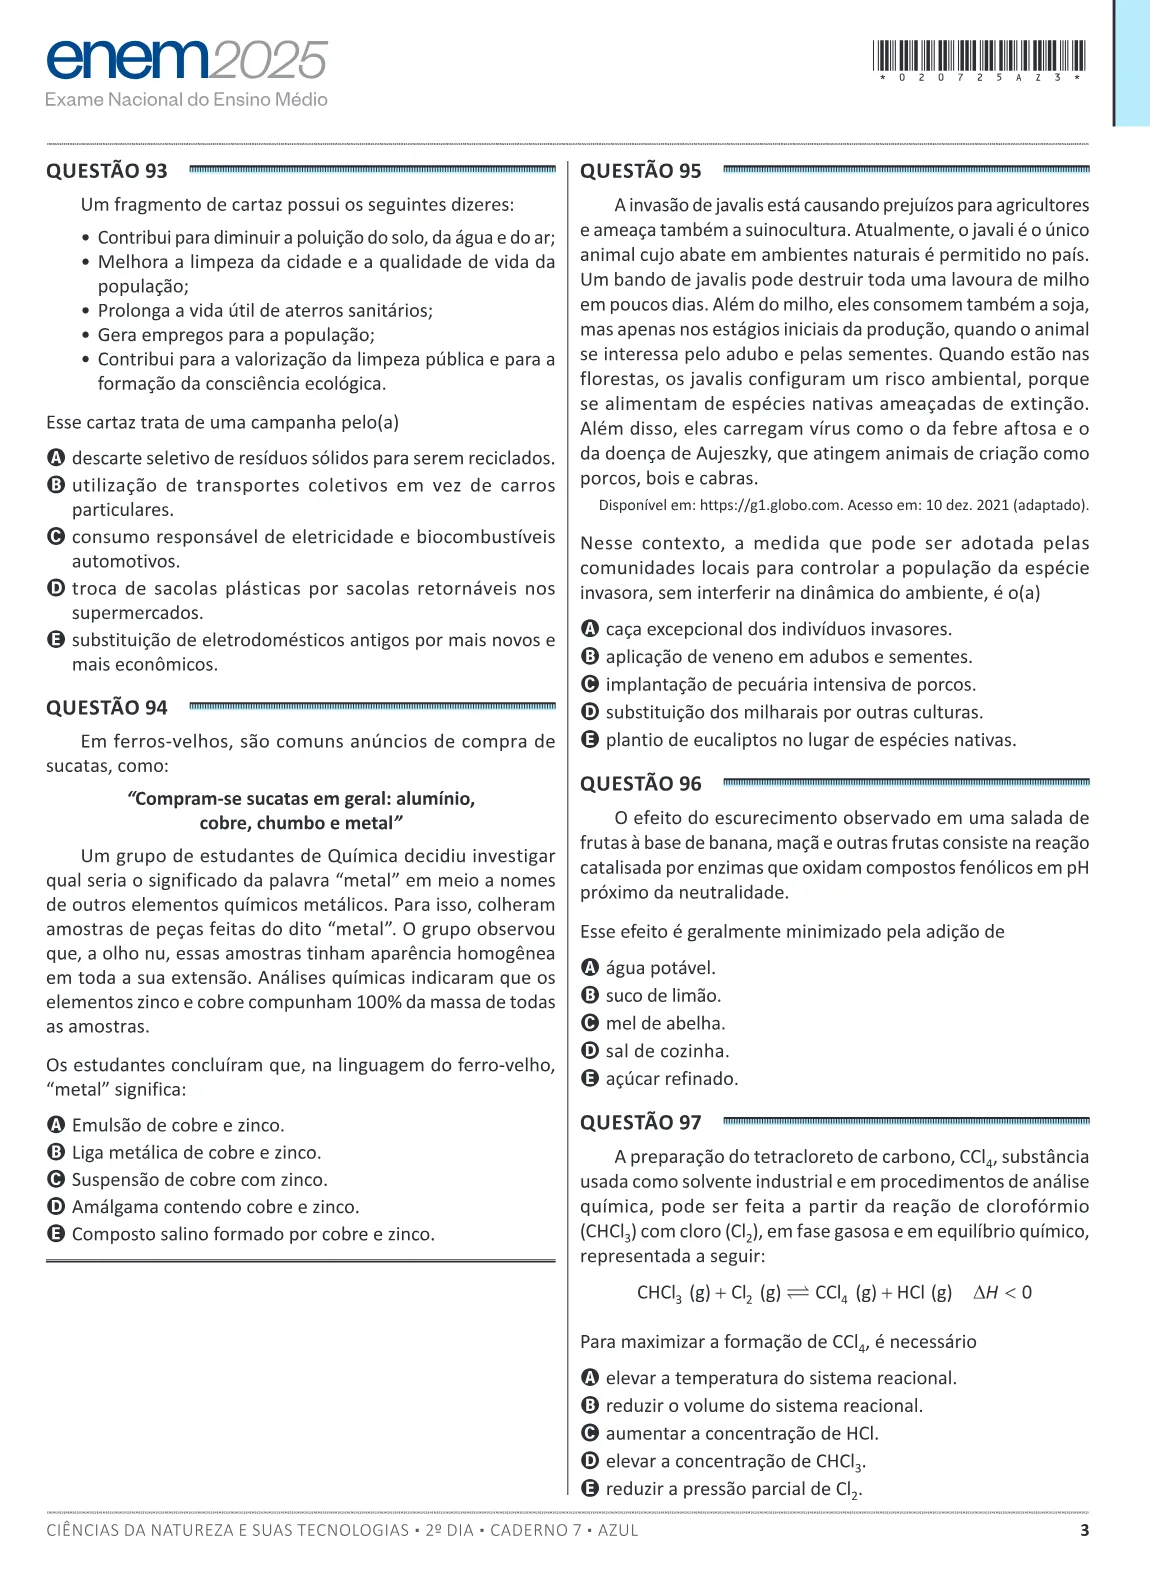 enem2025
Exame Nacional do Ensino Médio
*020725AZ3*
QUESTÃO 93
Um fragmento de cartaz possui os seguintes dizeres:
• Contribui para diminuir a poluição do solo, da água e do ar;
• Melhora a limpeza da cidade e a qualidade de vida da
população;
• Prolonga a vida útil de aterros sanitários;
• Gera empregos para a população;
• Contribui para a valorização da limpeza pública e para a
formação da consciência ecológica.
Esse cartaz trata de uma campanha pelo(a)
A descarte seletivo de resíduos sólidos para serem reciclados.
B utilização de transportes coletivos em vez de carros
particulares.
C consumo responsável de eletricidade e biocombustíveis
automotivos.
D troca de sacolas plásticas por sacolas retornáveis nos
supermercados.
E substituição de eletrodomésticos antigos por mais novos e
mais econômicos.
QUESTÃO 94
Em ferros-velhos, são comuns anúncios de compra de
sucatas, como:
“Compram-se sucatas em geral: alumínio,
cobre, chumbo e metal”
Um grupo de estudantes de Química decidiu investigar
qual seria o significado da palavra “metal” em meio a nomes
de outros elementos químicos metálicos. Para isso, colheram
amostras de peças feitas do dito “metal”. O grupo observou
que, a olho nu, essas amostras tinham aparência homogênea
em toda a sua extensão. Análises químicas indicaram que os
elementos zinco e cobre compunham 100% da massa de todas
as amostras.
Os estudantes concluíram que, na linguagem do ferro-velho,
“metal” significa:
A Emulsão de cobre e zinco.
B Liga metálica de cobre e zinco.
C Suspensão de cobre com zinco.
D Amálgama contendo cobre e zinco.
E Composto salino formado por cobre e zinco.
QUESTÃO 95
A invasão de javalis está causando prejuízos para agricultores
e ameaça também a suinocultura. Atualmente, o javali é o único
animal cujo abate em ambientes naturais é permitido no país.
Um bando de javalis pode destruir toda uma lavoura de milho
em poucos dias. Além do milho, eles consomem também a soja,
mas apenas nos estágios iniciais da produção, quando o animal
se interessa pelo adubo e pelas sementes. Quando estão nas
florestas, os javalis configuram um risco ambiental, porque
se alimentam de espécies nativas ameaçadas de extinção.
Além disso, eles carregam vírus como o da febre aftosa e o
da doença de Aujeszky, que atingem animais de criação como
porcos, bois e cabras.
Disponível em: https://g1.globo.com. Acesso em: 10 dez. 2021 (adaptado).
Nesse contexto, a medida que pode ser adotada pelas
comunidades locais para controlar a população da espécie
invasora, sem interferir na dinâmica do ambiente, é o(a)
A caça excepcional dos indivíduos invasores.
B aplicação de veneno em adubos e sementes.
C implantação de pecuária intensiva de porcos.
D substituição dos milharais por outras culturas.
E plantio de eucaliptos no lugar de espécies nativas.
QUESTÃO 96
O efeito do escurecimento observado em uma salada de
frutas à base de banana, maçã e outras frutas consiste na reação
catalisada por enzimas que oxidam compostos fenólicos em pH
próximo da neutralidade.
Esse efeito é geralmente minimizado pela adição de
A água potável.
B suco de limão.
C mel de abelha.
D sal de cozinha.
E açúcar refinado.
QUESTÃO 97
A preparação do tetracloreto de carbono, CCl₄, substância
usada como solvente industrial e em procedimentos de análise
química, pode ser feita a partir da reação de clorofórmio
(CHCl₃) com cloro (Cl₂), em fase gasosa e em equilíbrio químico,
representada a seguir:
CHCl₃ (g) + Cl₂ (g) ⇌ CCl₄ (g) + HCl (g) ΔH < 0
Para maximizar a formação de CCl₄, é necessário
A elevar a temperatura do sistema reacional.
B reduzir o volume do sistema reacional.
C aumentar a concentração de HCl.
D elevar a concentração de CHCl₃.
E reduzir a pressão parcial de Cl₂.
CIÊNCIAS DA NATUREZA E SUAS TECNOLOGIAS • 2º DIA • CADERNO 7 • AZUL
3